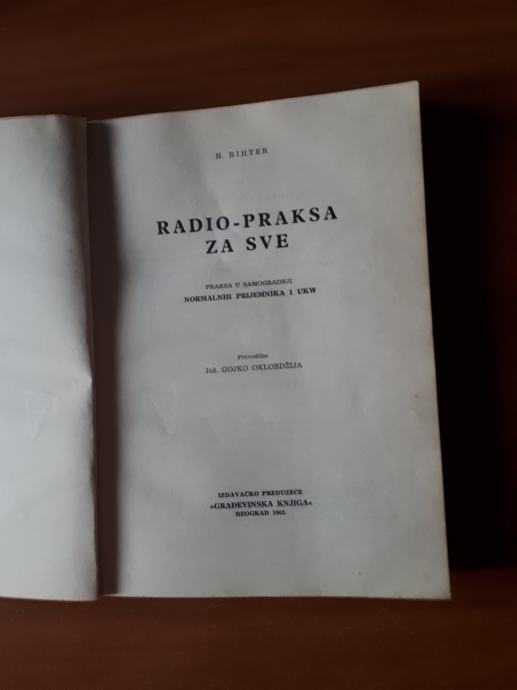 H. RIHTER
RADIO-PRAKSA
ZA SVE
PRAKSA U SAMOGRADNJI
NORMALNIH PRIJEMNIKA I UKW
Prevodilac
Inž. GOJKO OKLOBDŽIJA
IZDAVAČKO PREDUZEĆE
»GRAĐEVINSKA KNJIGA«
BEOGRAD 1962.